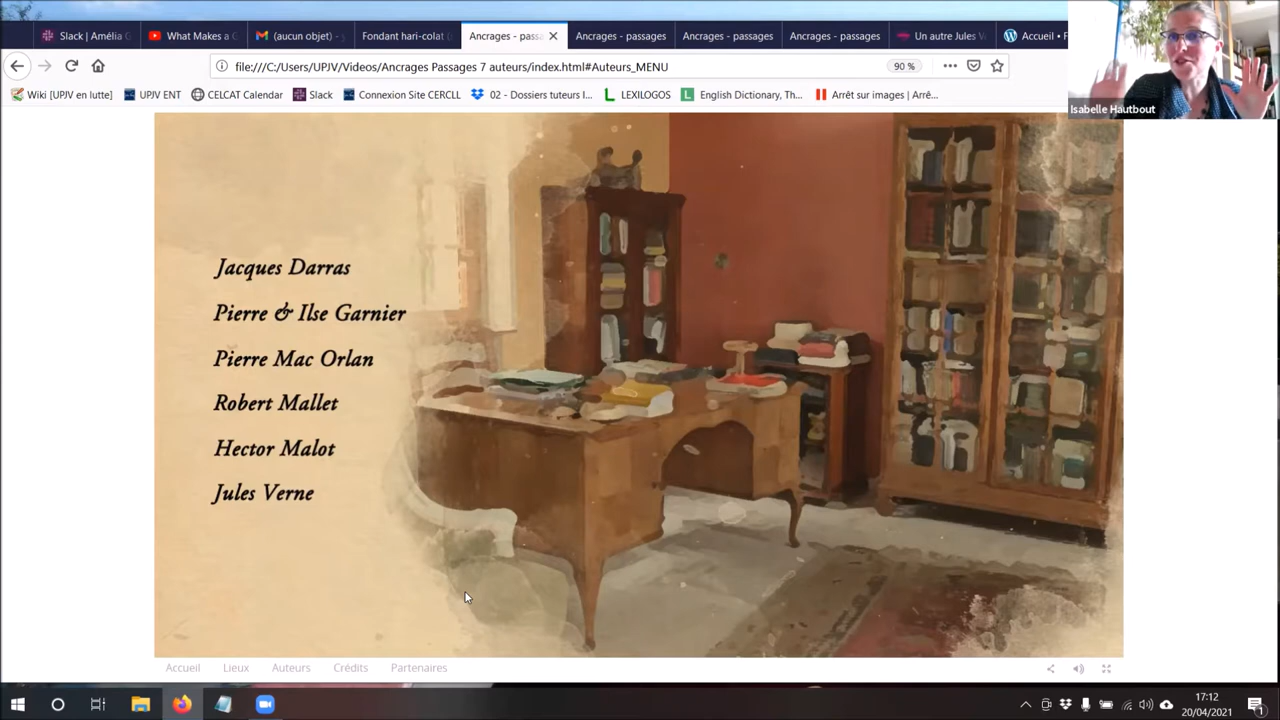 Slack | Amélia G
What Makes a G
(aucun objet) -
Fondant hari-colat
Ancrages - pass
Ancrages - passages
Ancrages - passages
Ancrages - passages
Un autre Jules V
Accueil •
file:///C:/Users/UPJV/Videos/Ancrages Passages 7 auteurs/index.html#Auteurs_MENU
90 %
Wiki [UPJV en lutte]
UPJV ENT
CELCAT Calendar
Slack
Connexion Site CERCLL
02 - Dossiers tuteurs l...
LEXILOGOS
English Dictionary, Th...
Arrêt sur images | Arrê...
Isabelle Hautbout
Jacques Darras
Pierre & Ilse Garnier
Pierre Mac Orlan
Robert Mallet
Hector Malot
Jules Verne
Accueil
Lieux
Auteurs
Crédits
Partenaires
17:12
20/04/2021